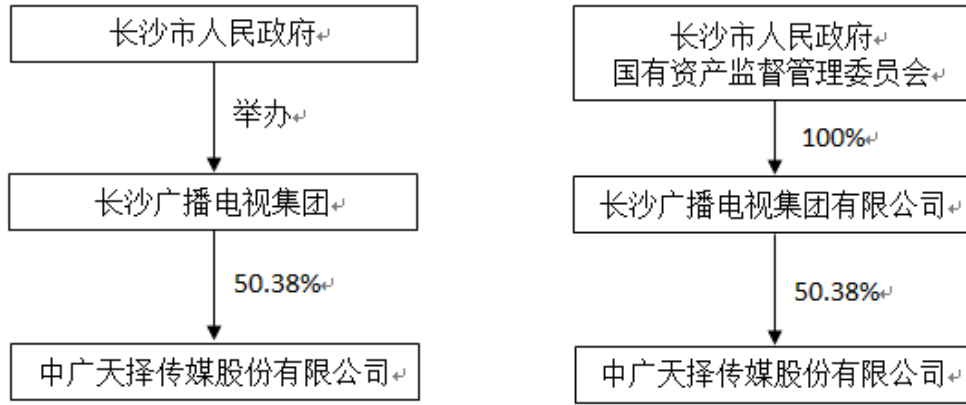 长沙市人民政府
举办
长沙广播电视集团
50.38%
中广天择传媒股份有限公司
长沙市人民政府
国有资产监督管理委员会
100%
长沙广播电视集团有限公司
50.38%
中广天择传媒股份有限公司